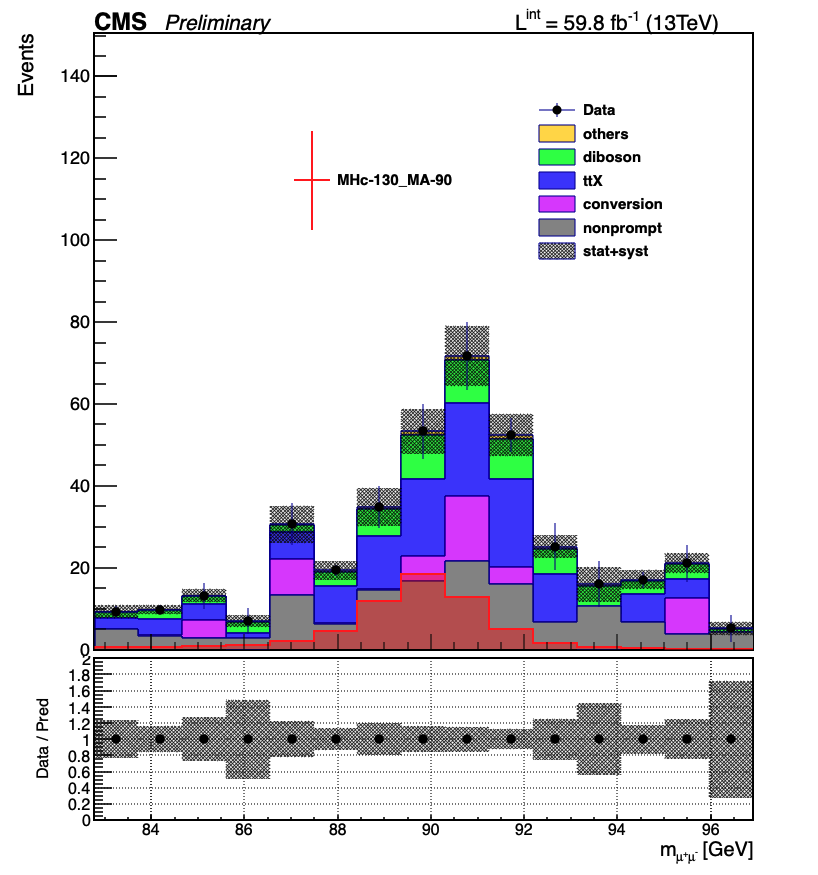 CMS Preliminary L^int = 59.8 fb^-1 (13TeV)
Events
140
120
100
80
60
40
20
0
MHc-130_MA-90
Data
others
diboson
ttX
conversion
nonprompt
stat+syst
Data / Pred
2
1.8
1.6
1.4
1.2
1
0.8
0.6
0.4
0.2
0
84 86 88 90 92 94 96
m_μ⁺μ⁻ [GeV]